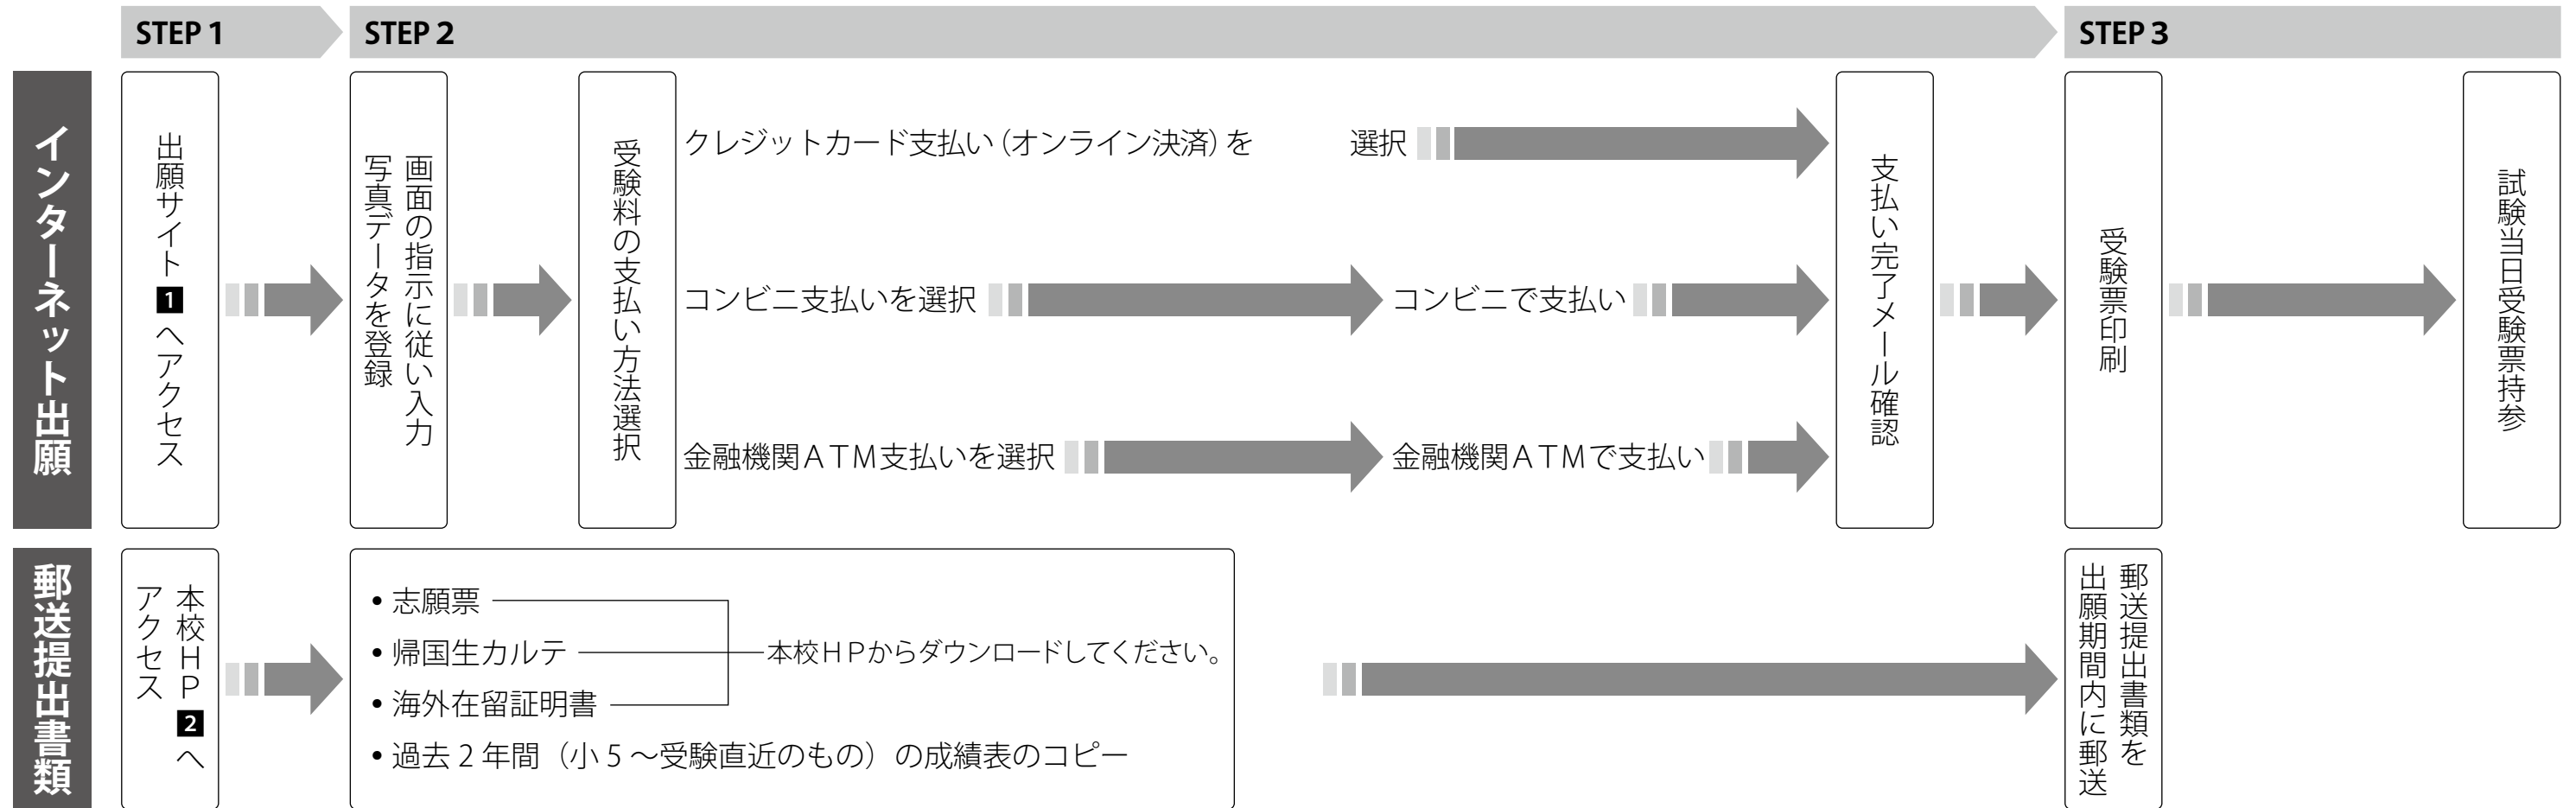 STEP 1
STEP 2
STEP 3
インターネット出願
出願サイト1へアクセス
画面の指示に従い入力
写真データを登録
受験料の支払い方法選択
クレジットカード支払い（オンライン決済）を 選択
コンビニ支払いを選択
コンビニで支払い
金融機関ATM支払いを選択
金融機関ATMで支払い
支払い完了メール確認
受験票印刷
試験当日受験票持参
郵送提出書類
本校HP2へ
アクセス
• 志願票
• 帰国生カルテ
• 海外在留証明書
本校HPからダウンロードしてください。
• 過去2年間（小5～受験直近のもの）の成績表のコピー
郵送提出書類を
出願期間内に郵送